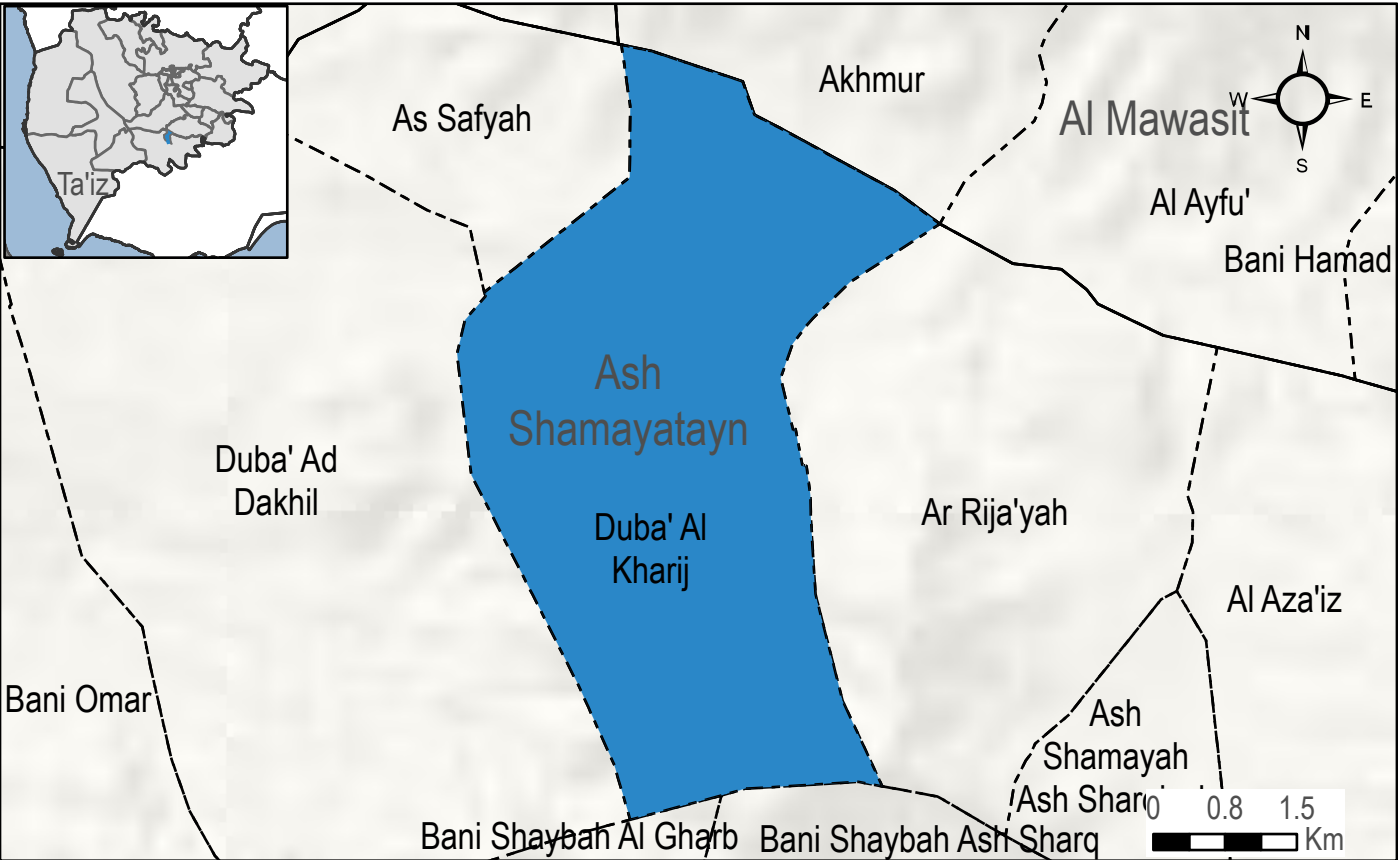 N
W
E
S
Akhmur
As Safyah
Al Mawasit
Ta'iz
Al Ayfu'
Bani Hamad
Ash
Shamayatayn
Duba' Ad
Dakhil
Duba' Al
Kharij
Ar Rija'yah
Al Aza'iz
Bani Omar
Ash
Shamayah
Ash
0 0.8 1.5
Km
Bani Shaybah Al Gharb
Bani Shaybah Ash Sharq